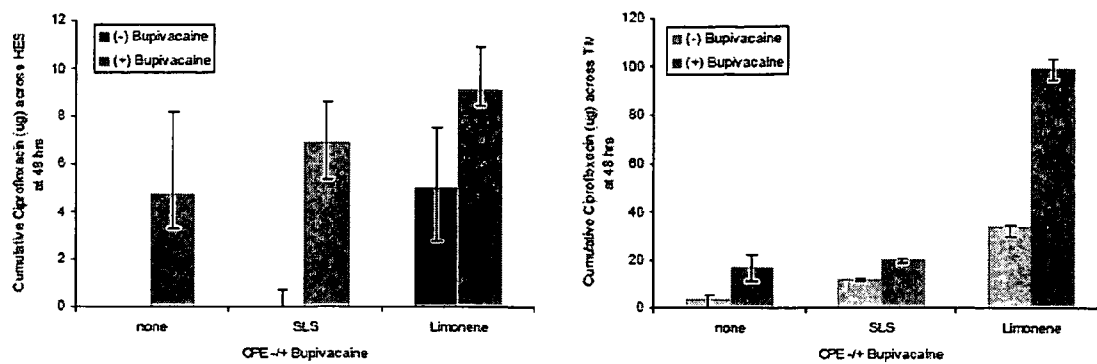 Cumulative Ciprofloxacin (ug) across HES
at 48 hrs
12
10
8
6
4
2
0
(-) Bupivacaine
(+) Bupivacaine
none
SLS
Limonene
CPE -/+ Bupivacaine
Cumulative Ciprofloxacin (ug) across TM
at 48 hrs
120
100
80
60
40
20
0
(-) Bupivacaine
(+) Bupivacaine
none
SLS
Limonene
CPE -/+ Bupivacaine